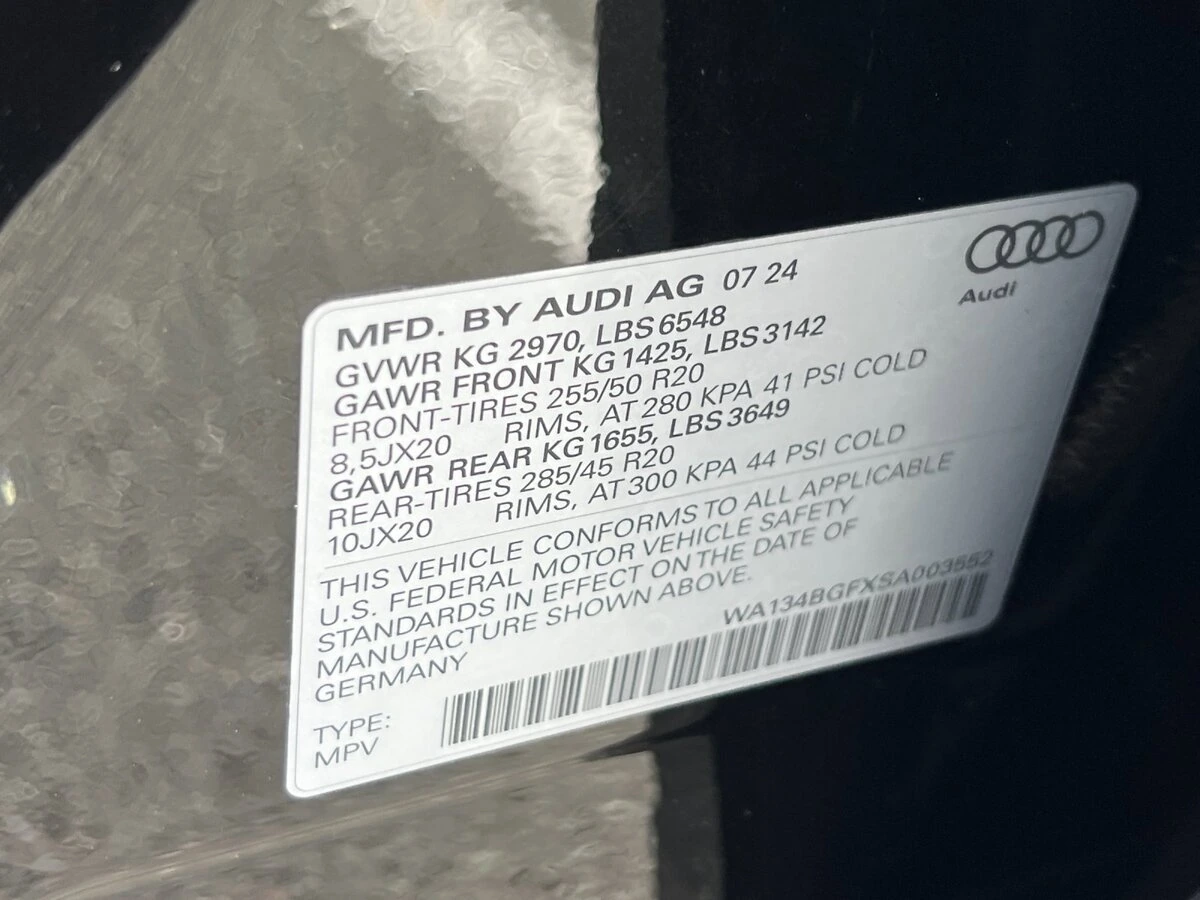 MFD. BY AUDI AG 07 24
Audi
GVWR KG 2970, LBS 6548
GAWR FRONT KG 1425, LBS 3142
FRONT-TIRES 255/50 R20
8,5JX20 RIMS, AT 280 KPA 41 PSI COLD
GAWR REAR KG 1655, LBS 3649
REAR-TIRES 285/45 R20
10JX20 RIMS, AT 300 KPA 44 PSI COLD
THIS VEHICLE CONFORMS TO ALL APPLICABLE
U.S. FEDERAL MOTOR VEHICLE SAFETY
STANDARDS IN EFFECT ON THE DATE OF
MANUFACTURE SHOWN ABOVE.
GERMANY
WA134BGFXSA003552
TYPE:
MPV